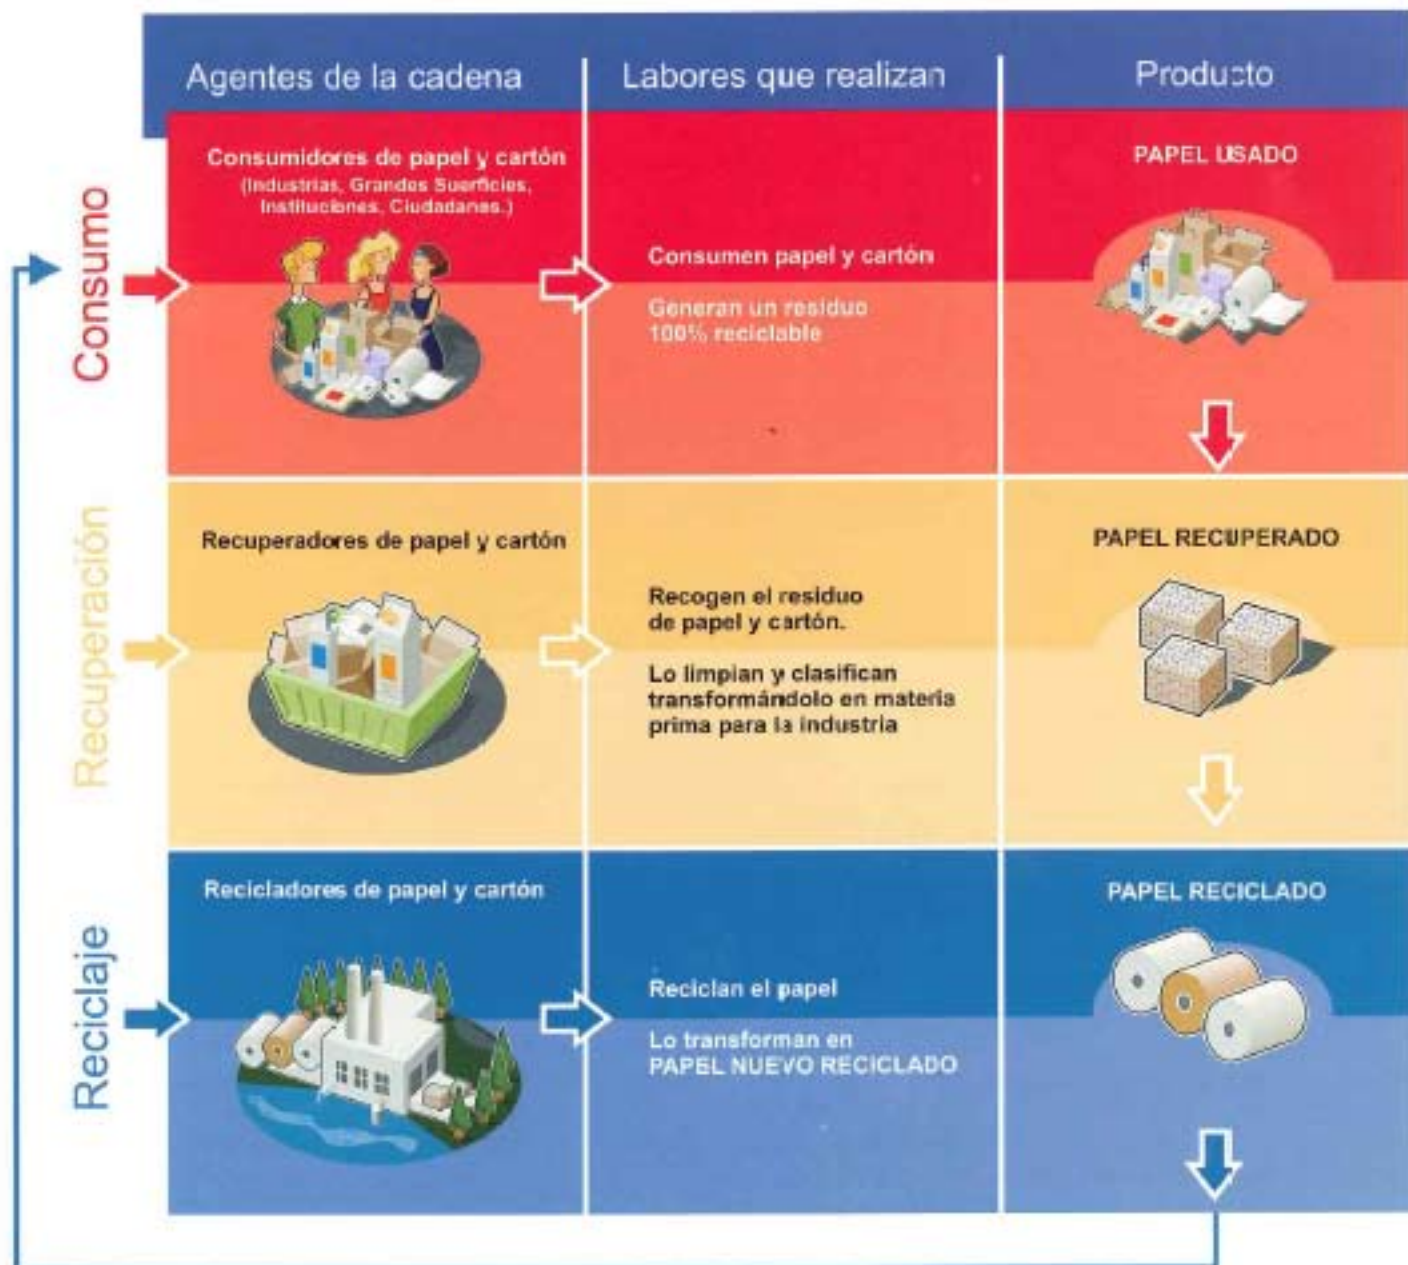 Agentes de la cadena
Labores que realizan
Producto
Consumo
Consumidores de papel y cartón
(Industrias, Grandes Suerficies,
Instituciones, Ciudadanos.)
Consumen papel y cartón
Generan un residuo
100% reciclable
PAPEL USADO
Recuperación
Recuperadores de papel y cartón
Recogen el residuo
de papel y cartón.
Lo limpian y clasifican
transformándolo en materia
prima para la industria
PAPEL RECUPERADO
Reciclaje
Recicladores de papel y cartón
Reciclan el papel
Lo transforman en
PAPEL NUEVO RECICLADO
PAPEL RECICLADO